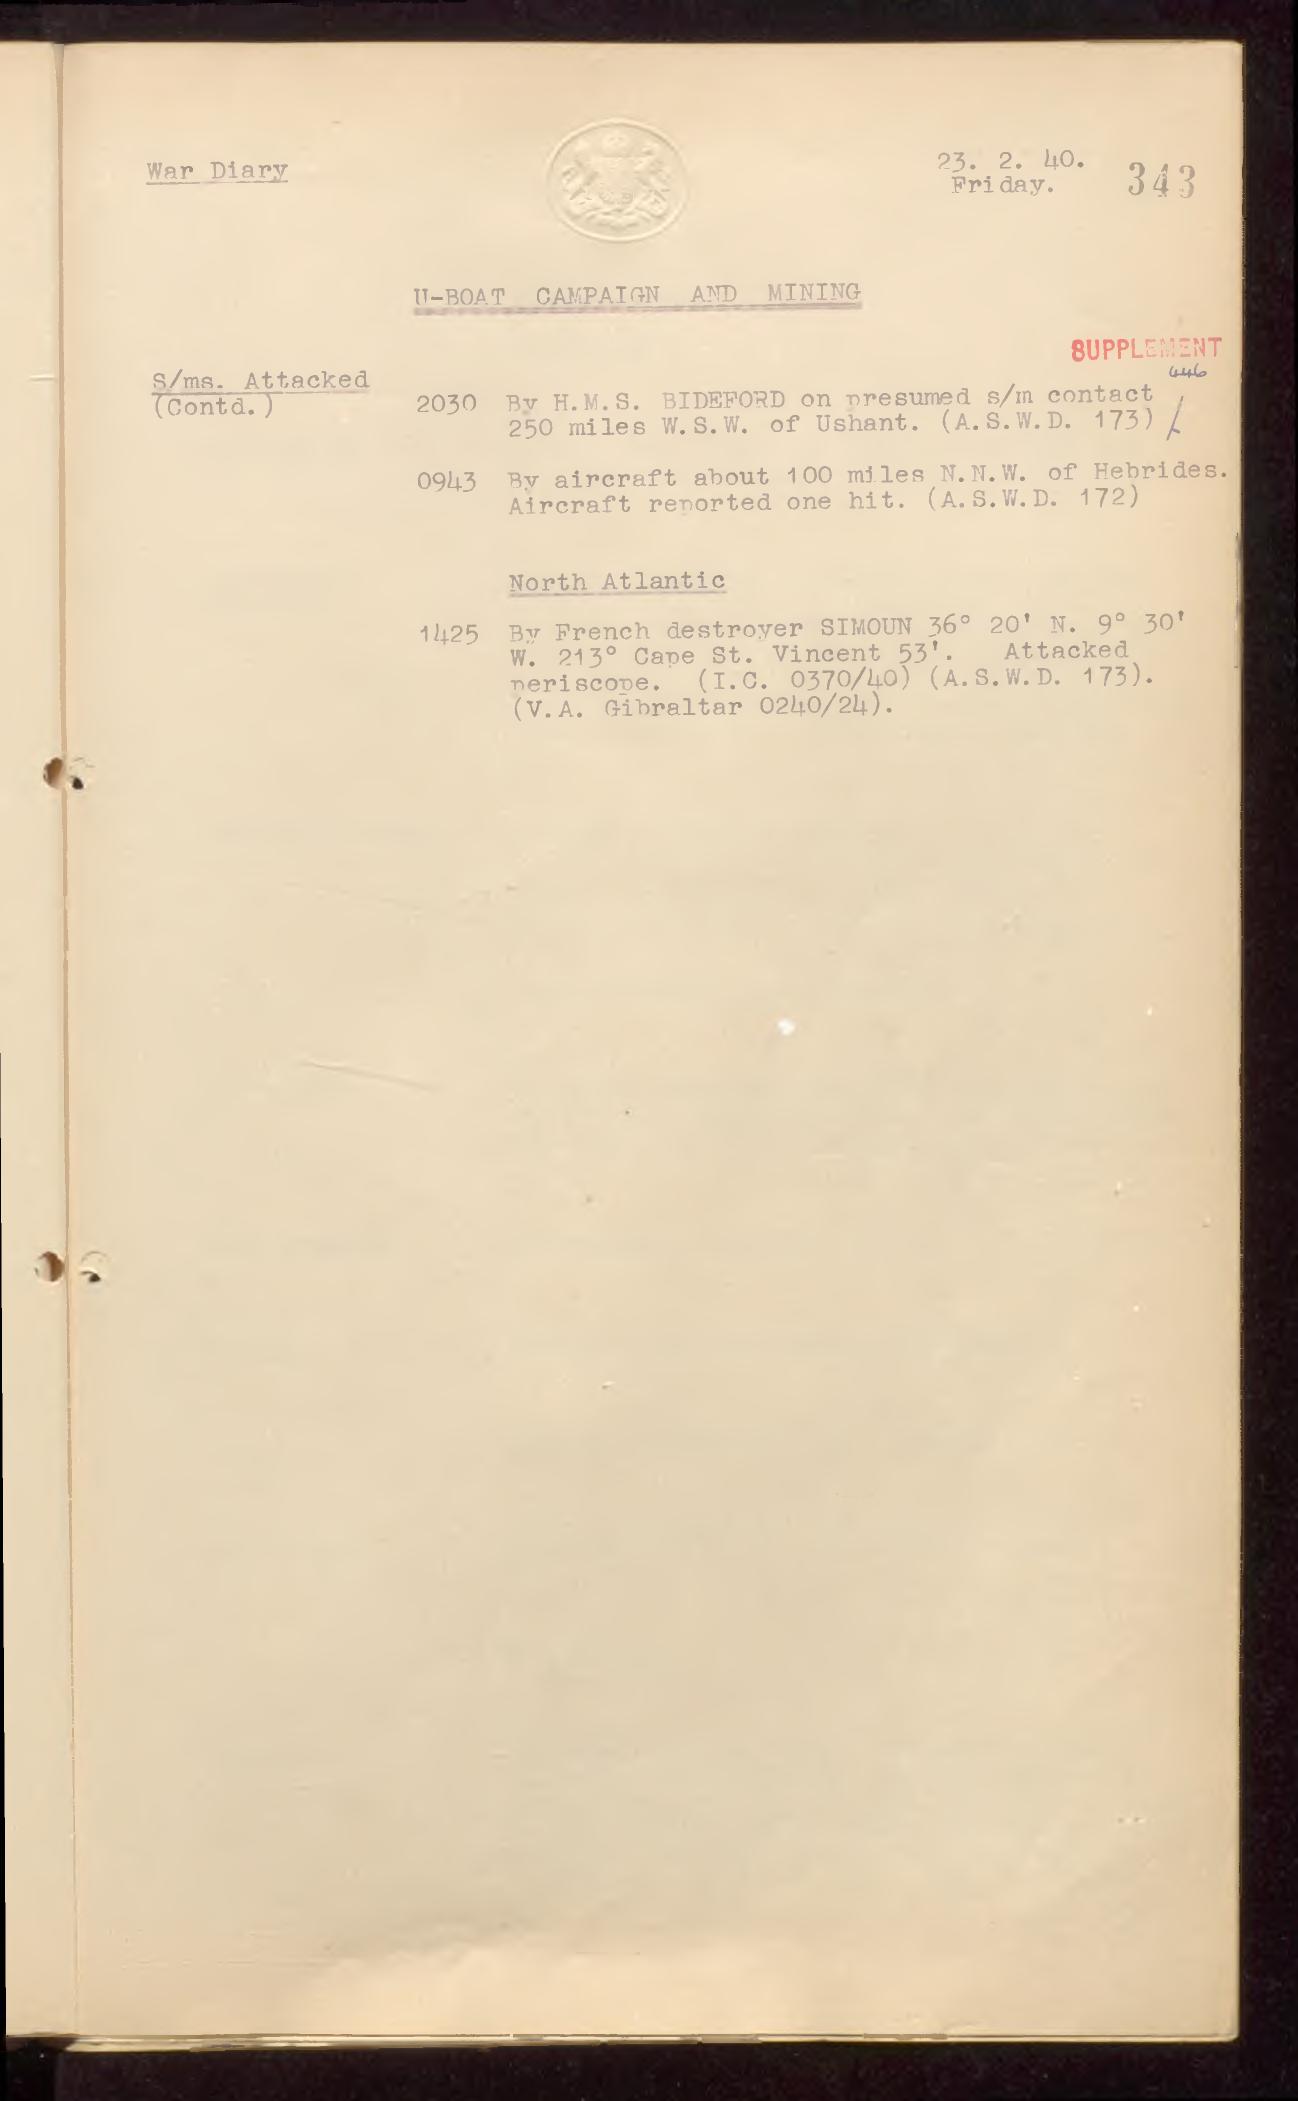 War Diary
23. 2. 40.
Friday.
343
U-BOAT CAMPAIGN AND MINING
SUPPLEMENT
446
S/ms. Attacked
(Contd.)
2030 By H.M.S. BIDEFORD on presumed s/m contact
250 miles W.S.W. of Ushant. (A.S.W.D. 173)
0943 By aircraft about 100 miles N.N.W. of Hebrides.
Aircraft reported one hit. (A.S.W.D. 172)
North Atlantic
1425 By French destroyer SIMOUN 36° 20' N. 9° 30'
W. 213° Cape St. Vincent 53'. Attacked
periscope. (I.C. 0370/40) (A.S.W.D. 173).
(V.A. Gibraltar 0240/24).